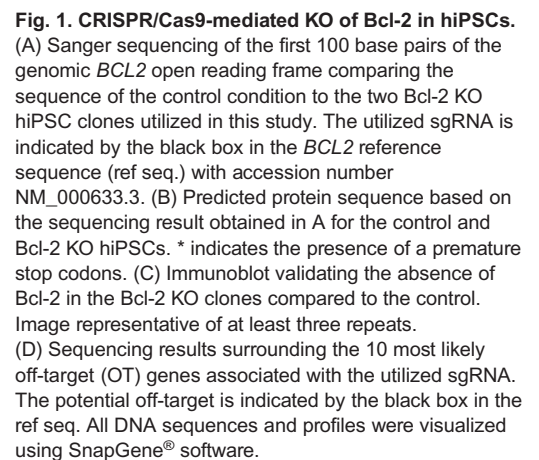 Fig. 1. CRISPR/Cas9-mediated KO of Bcl-2 in hiPSCs.
(A) Sanger sequencing of the first 100 base pairs of the
genomic BCL2 open reading frame comparing the
sequence of the control condition to the two Bcl-2 KO
hiPSC clones utilized in this study. The utilized sgRNA is
indicated by the black box in the BCL2 reference
sequence (ref seq.) with accession number
NM_000633.3. (B) Predicted protein sequence based on
the sequencing result obtained in A for the control and
Bcl-2 KO hiPSCs. * indicates the presence of a premature
stop codons. (C) Immunoblot validating the absence of
Bcl-2 in the Bcl-2 KO clones compared to the control.
Image representative of at least three repeats.
(D) Sequencing results surrounding the 10 most likely
off-target (OT) genes associated with the utilized sgRNA.
The potential off-target is indicated by the black box in the
ref seq. All DNA sequences and profiles were visualized
using SnapGene® software.